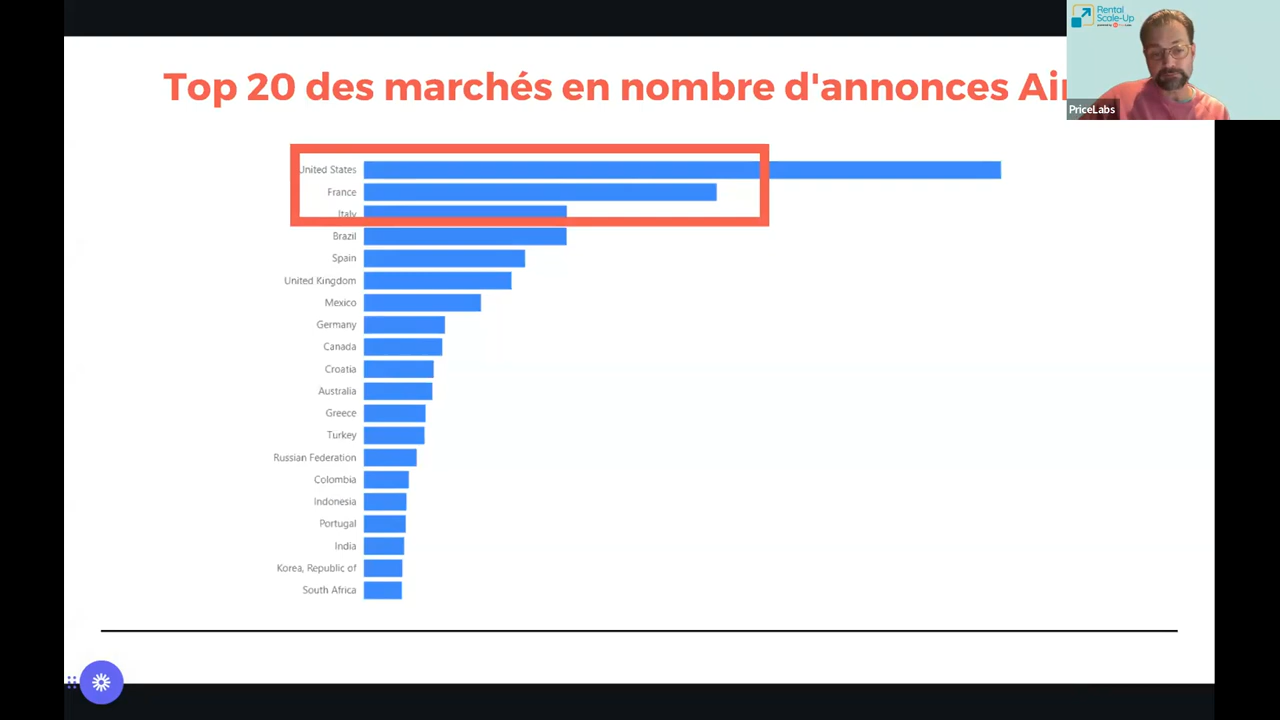 Top 20 des marchés en nombre d'annonces
Rental
Scale-Up
PriceLabs
United States
France
Italy
Brazil
Spain
United Kingdom
Mexico
Germany
Canada
Croatia
Australia
Greece
Turkey
Russian Federation
Colombia
Indonesia
Portugal
India
Korea, Republic of
South Africa